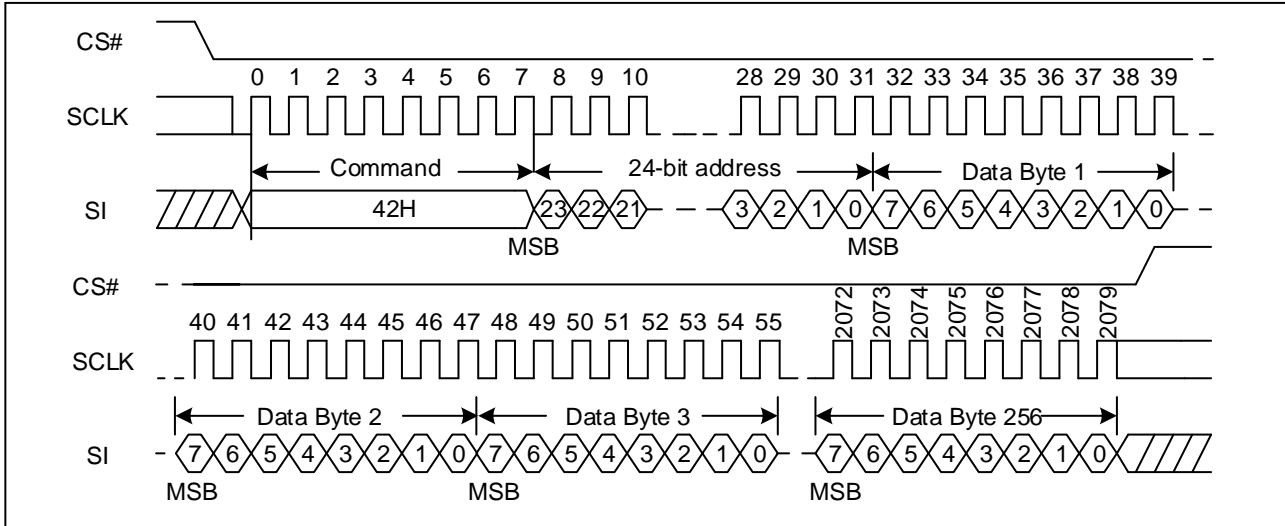 CS#
0 1 2 3 4 5 6 7 8 9 10 28 29 30 31 32 33 34 35 36 37 38 39
SCLK
Command 24-bit address Data Byte 1
SI 42H 23 22 21 3 2 1 0 7 6 5 4 3 2 1 0
MSB MSB
CS#
40 41 42 43 44 45 46 47 48 49 50 51 52 53 54 55 2072 2073 2074 2075 2076 2077 2078 2079
SCLK
Data Byte 2 Data Byte 3 Data Byte 256
SI 7 6 5 4 3 2 1 0 7 6 5 4 3 2 1 0 7 6 5 4 3 2 1 0
MSB MSB MSB